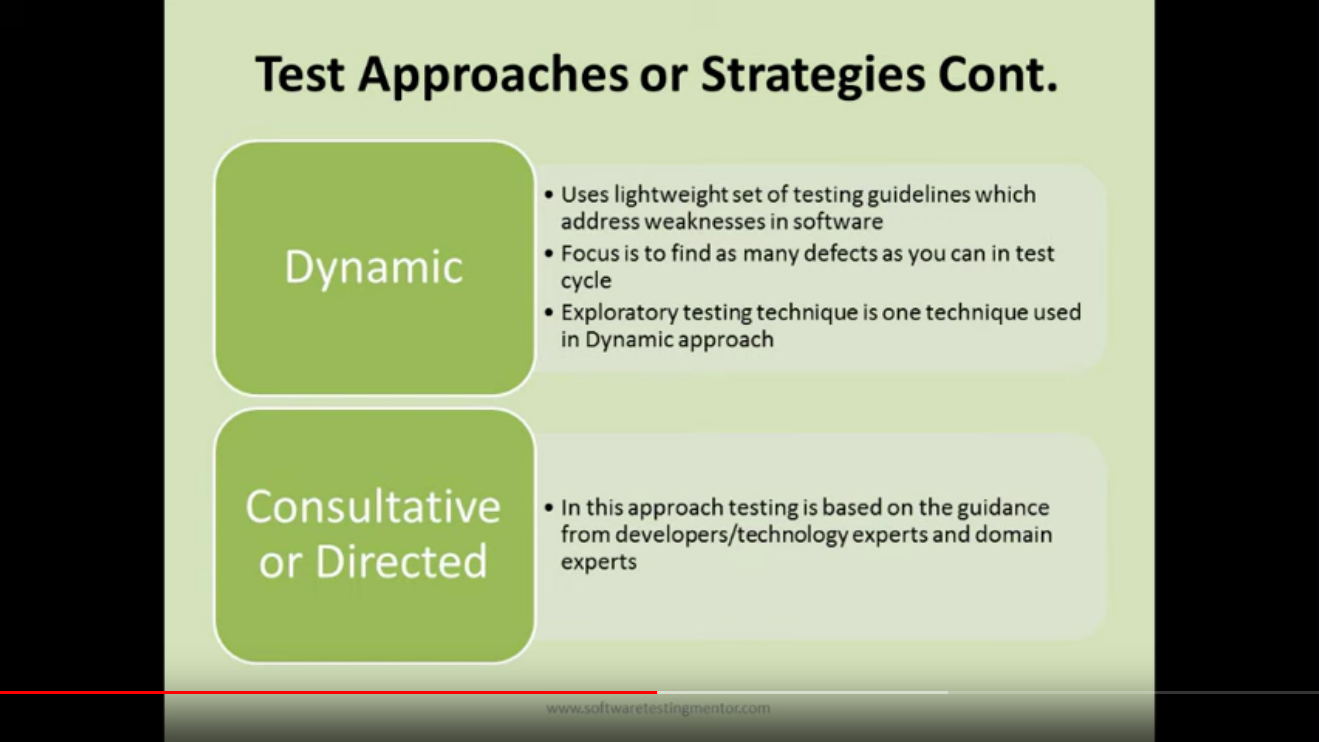 Test Approaches or Strategies Cont.
Dynamic
• Uses lightweight set of testing guidelines which
address weaknesses in software
• Focus is to find as many defects as you can in test
cycle
• Exploratory testing technique is one technique used
in Dynamic approach
Consultative
or Directed
• In this approach testing is based on the guidance
from developers/technology experts and domain
experts
www.softwaretestingmentor.com